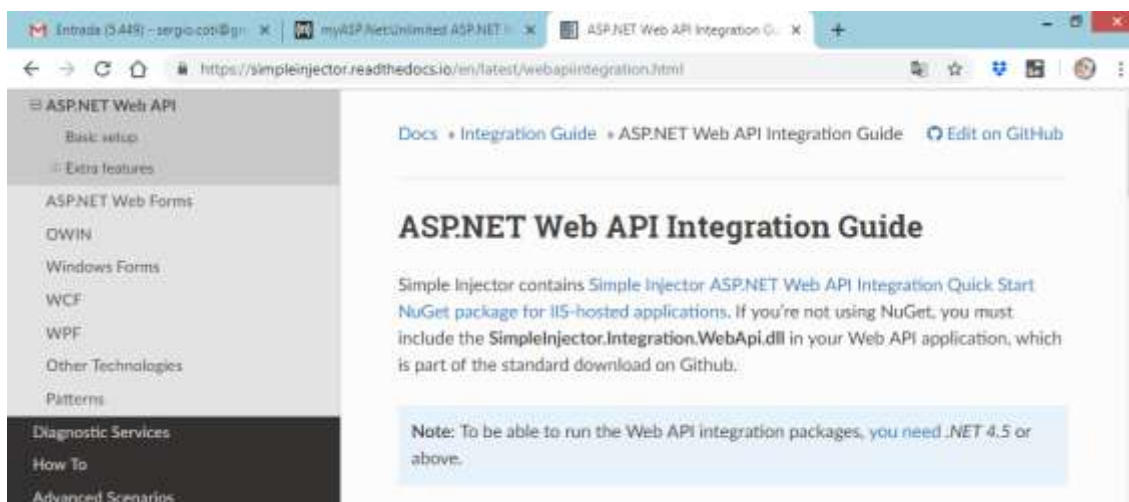 Entrada (5.449) - sergio.coti@gn
myASP.Net:Unlimited ASP.NET
ASP.NET Web API Integration G
https://simpleinjector.readthedocs.io/en/latest/webapiintegration.html
ASP.NET Web API
Basic setup
Extra features
ASP.NET Web Forms
OWIN
Windows Forms
WCF
WPF
Other Technologies
Patterns
Diagnostic Services
How To
Advanced Scenarios
Docs » Integration Guide » ASP.NET Web API Integration Guide
Edit on GitHub
ASP.NET Web API Integration Guide
Simple Injector contains Simple Injector ASP.NET Web API Integration Quick Start
NuGet package for IIS-hosted applications. If you're not using NuGet, you must
include the SimpleInjector.Integration.WebApi.dll in your Web API application, which
is part of the standard download on Github.
Note: To be able to run the Web API integration packages, you need .NET 4.5 or
above.